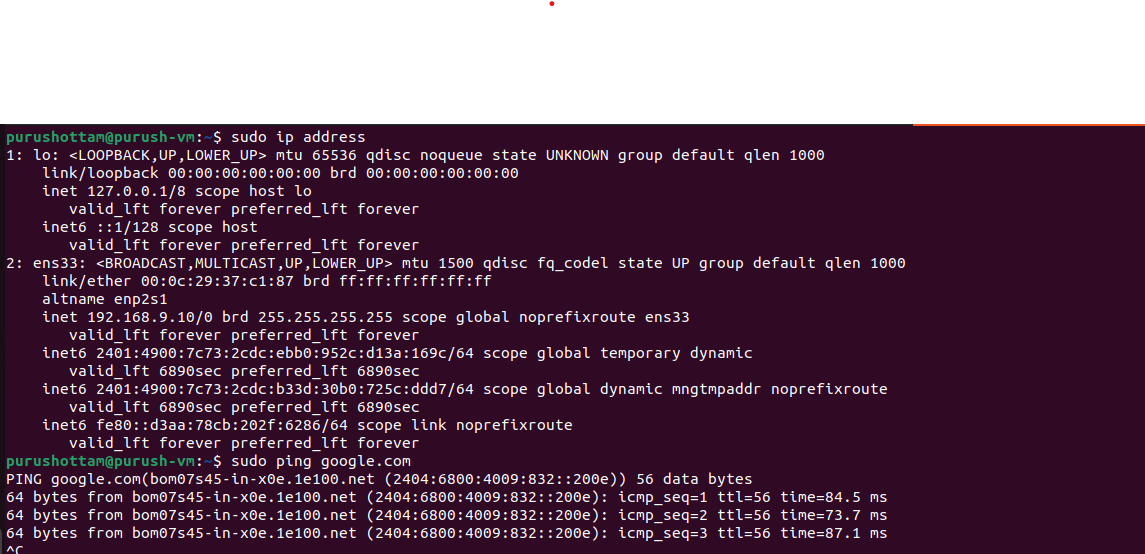 purushottam@purush-vm:~$ sudo ip address
1: lo: <LOOPBACK,UP,LOWER_UP> mtu 65536 qdisc noqueue state UNKNOWN group default qlen 1000
    link/loopback 00:00:00:00:00:00 brd 00:00:00:00:00:00
    inet 127.0.0.1/8 scope host lo
       valid_lft forever preferred_lft forever
    inet6 ::1/128 scope host
       valid_lft forever preferred_lft forever
2: ens33: <BROADCAST,MULTICAST,UP,LOWER_UP> mtu 1500 qdisc fq_codel state UP group default qlen 1000
    link/ether 00:0c:29:37:c1:87 brd ff:ff:ff:ff:ff:ff
    altname enp2s1
    inet 192.168.9.10/0 brd 255.255.255.255 scope global noprefixroute ens33
       valid_lft forever preferred_lft forever
    inet6 2401:4900:7c73:2cdc:ebb0:952c:d13a:169c/64 scope global temporary dynamic
       valid_lft 6890sec preferred_lft 6890sec
    inet6 2401:4900:7c73:2cdc:b33d:30b0:725c:ddd7/64 scope global dynamic mngtmpaddr noprefixroute
       valid_lft 6890sec preferred_lft 6890sec
    inet6 fe80::d3aa:78cb:202f:6286/64 scope link noprefixroute
       valid_lft forever preferred_lft forever
purushottam@purush-vm:~$ sudo ping google.com
PING google.com(bom07s45-in-x0e.1e100.net (2404:6800:4009:832::200e)) 56 data bytes
64 bytes from bom07s45-in-x0e.1e100.net (2404:6800:4009:832::200e): icmp_seq=1 ttl=56 time=84.5 ms
64 bytes from bom07s45-in-x0e.1e100.net (2404:6800:4009:832::200e): icmp_seq=2 ttl=56 time=73.7 ms
64 bytes from bom07s45-in-x0e.1e100.net (2404:6800:4009:832::200e): icmp_seq=3 ttl=56 time=87.1 ms
^C